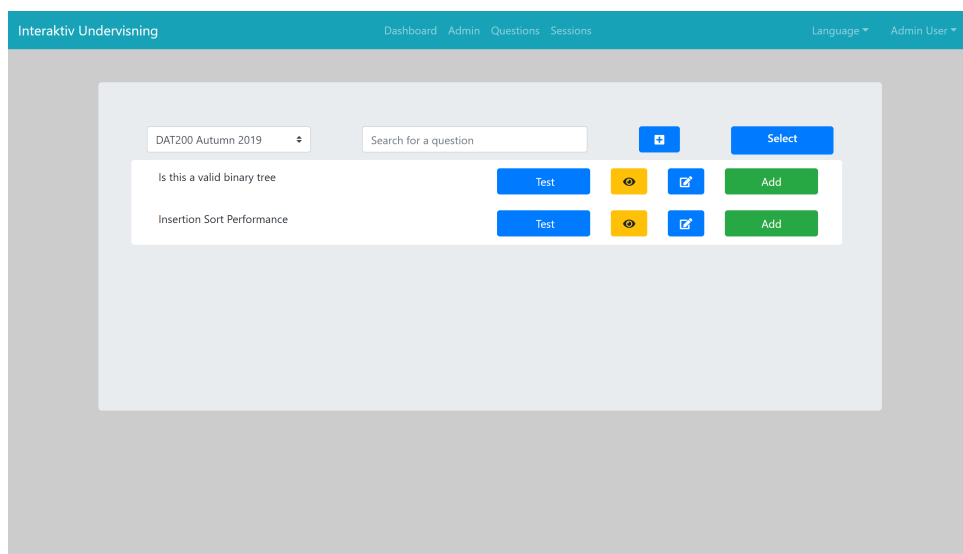 Interaktiv Undervisning Dashboard Admin Questions Sessions Language Admin User
DAT200 Autumn 2019 Search for a question Select
Is this a valid binary tree Test Add
Insertion Sort Performance Test Add